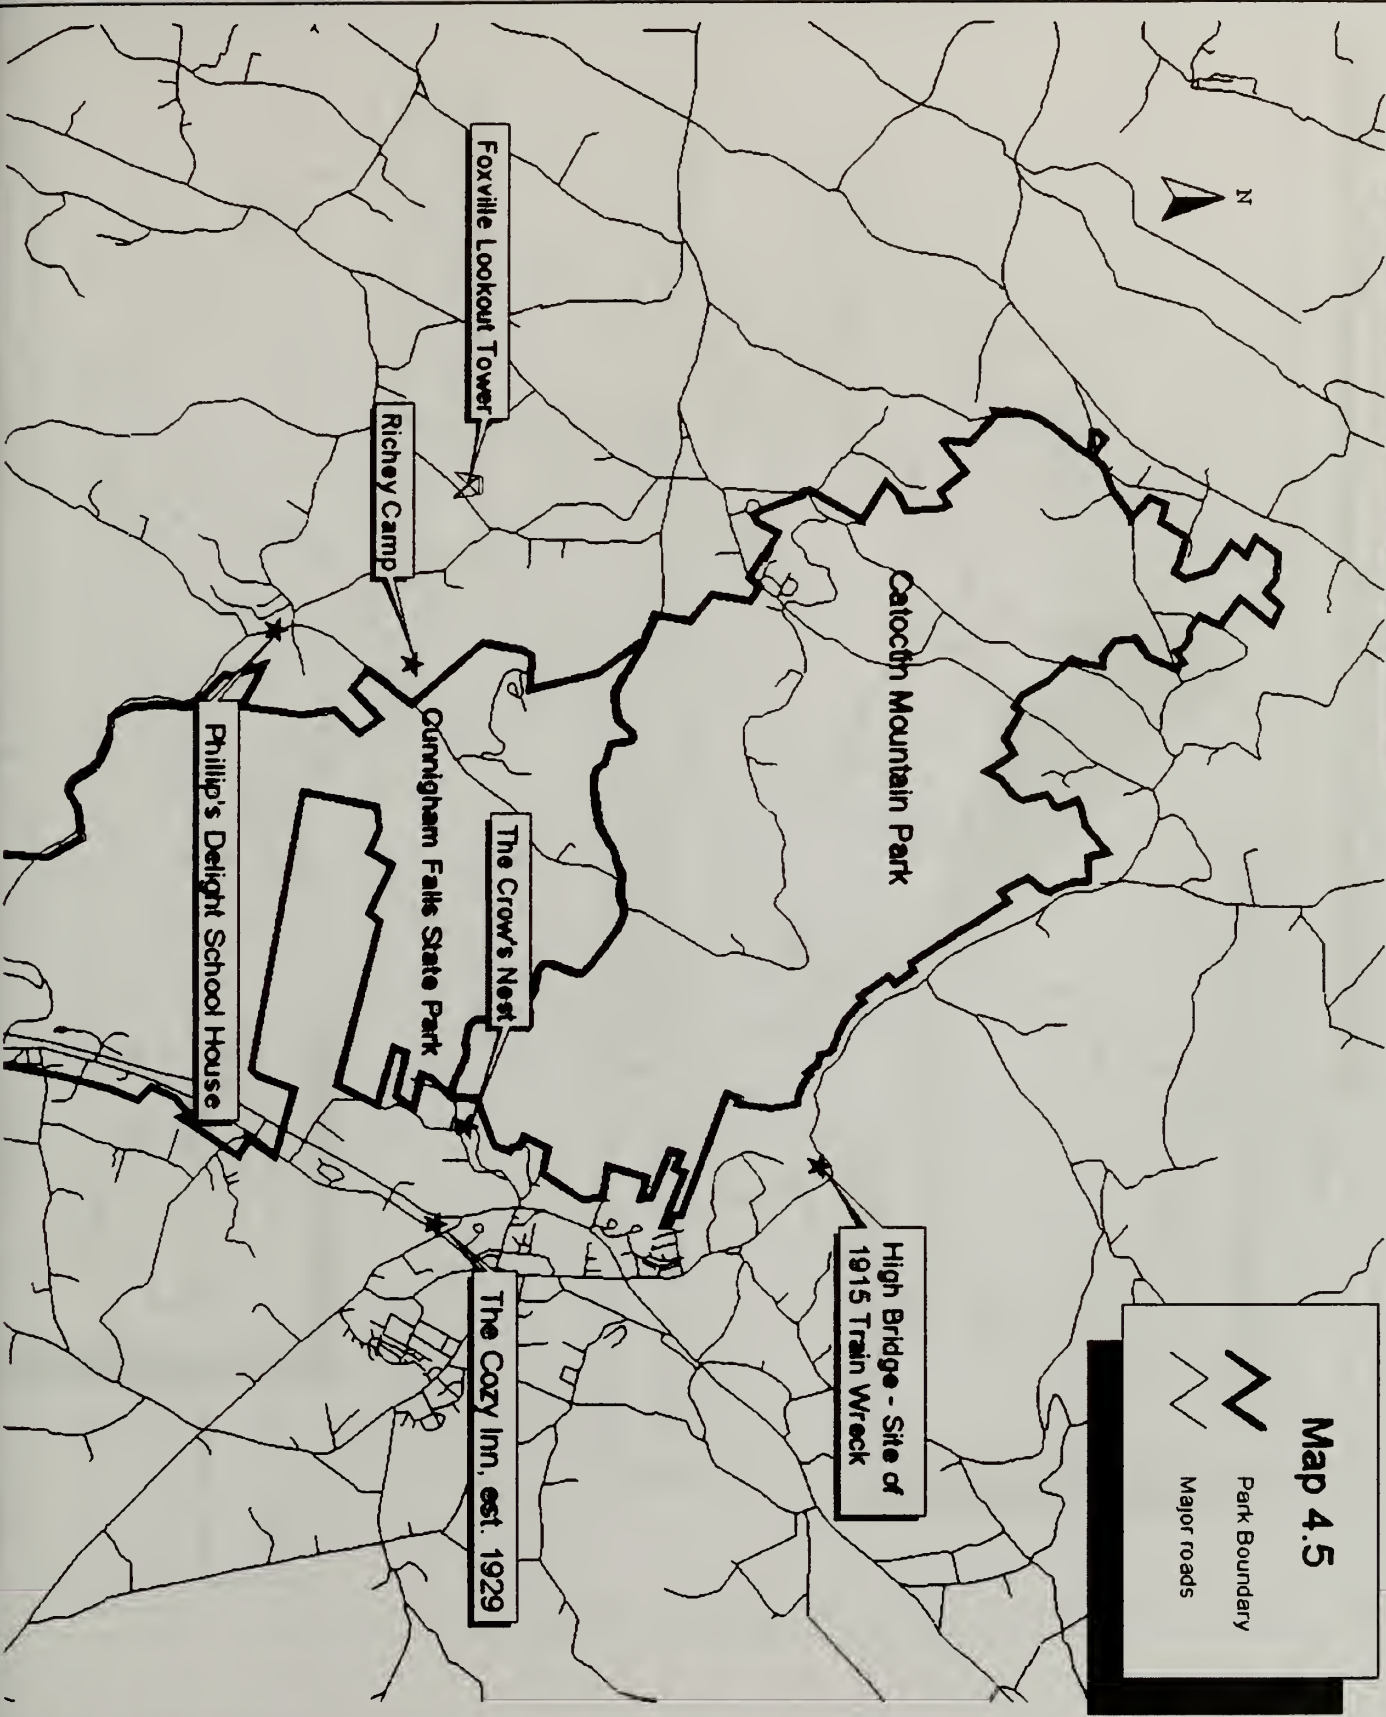 N
Map 4.5
Park Boundary
Major roads
Catoctin Mountain Park
High Bridge - Site of
1915 Train Wreck
Foxville Lookout Tower
The Crow's Nest
The Cozy Inn, est. 1929
Cunnigham Falls State Park
Richey Camp
Phillip's Delight School House